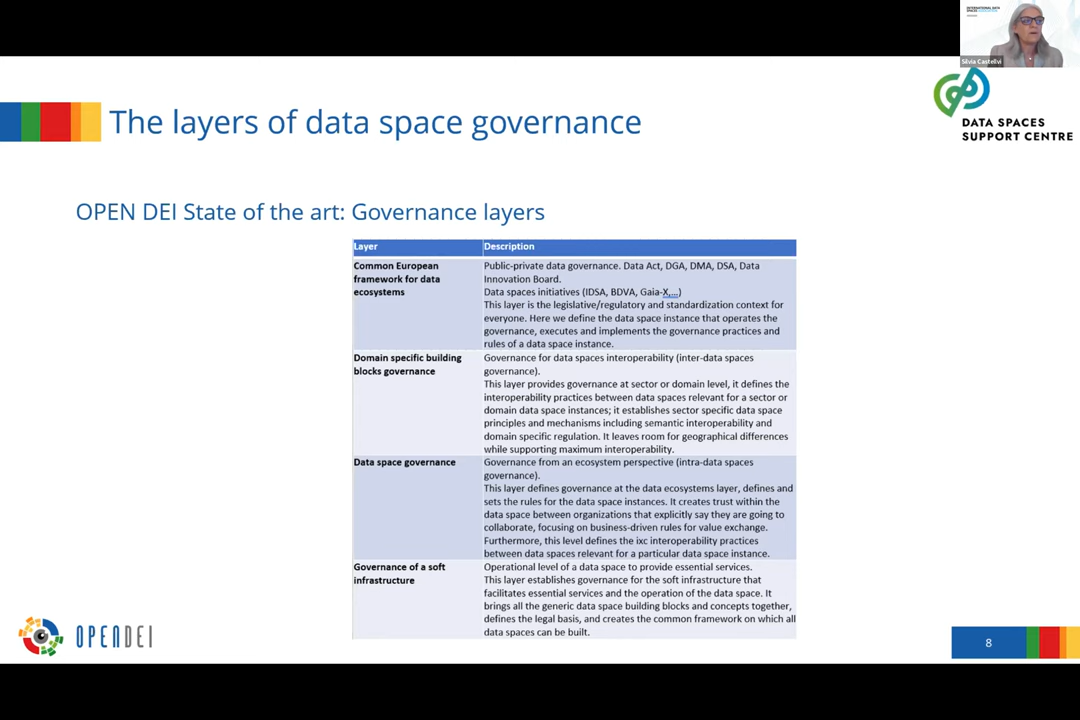 INTERNATIONAL DATA
SPACES ASSOCIATION
Silvia Castellvi
DATA SPACES
SUPPORT CENTRE
The layers of data space governance
OPEN DEI State of the art: Governance layers
Layer Description
Common European framework for data ecosystems
Public-private data governance. Data Act, DGA, DMA, DSA, Data
Innovation Board.
Data spaces initiatives (IDSA, BDVA, Gaia-X,...)
This layer is the legislative/regulatory and standardization context for
everyone. Here we define the data space instance that operates the
governance, executes and implements the governance practices and
rules of a data space instance.
Domain specific building
blocks governance
Governance for data spaces interoperability (inter-data spaces
governance).
This layer provides governance at sector or domain level, it defines the
interoperability practices between data spaces relevant for a sector or
domain data space instances; it establishes sector specific data space
principles and mechanisms including semantic interoperability and
domain specific regulation. It leaves room for geographical differences
while supporting maximum interoperability.
Data space governance
Governance from an ecosystem perspective (intra-data spaces
governance).
This layer defines governance at the data ecosystems layer, defines and
sets the rules for the data space instances. It creates trust within the
data space between organizations that explicitly say they are going to
collaborate, focusing on business-driven rules for value exchange.
Furthermore, this level defines the ixc interoperability practices
between data spaces relevant for a particular data space instance.
Governance of a soft
infrastructure
Operational level of a data space to provide essential services.
This layer establishes governance for the soft infrastructure that
facilitates essential services and the operation of the data space. It
brings all the generic data space building blocks and concepts together,
defines the legal basis, and creates the common framework on which all
data spaces can be built.
OPENDEI
8